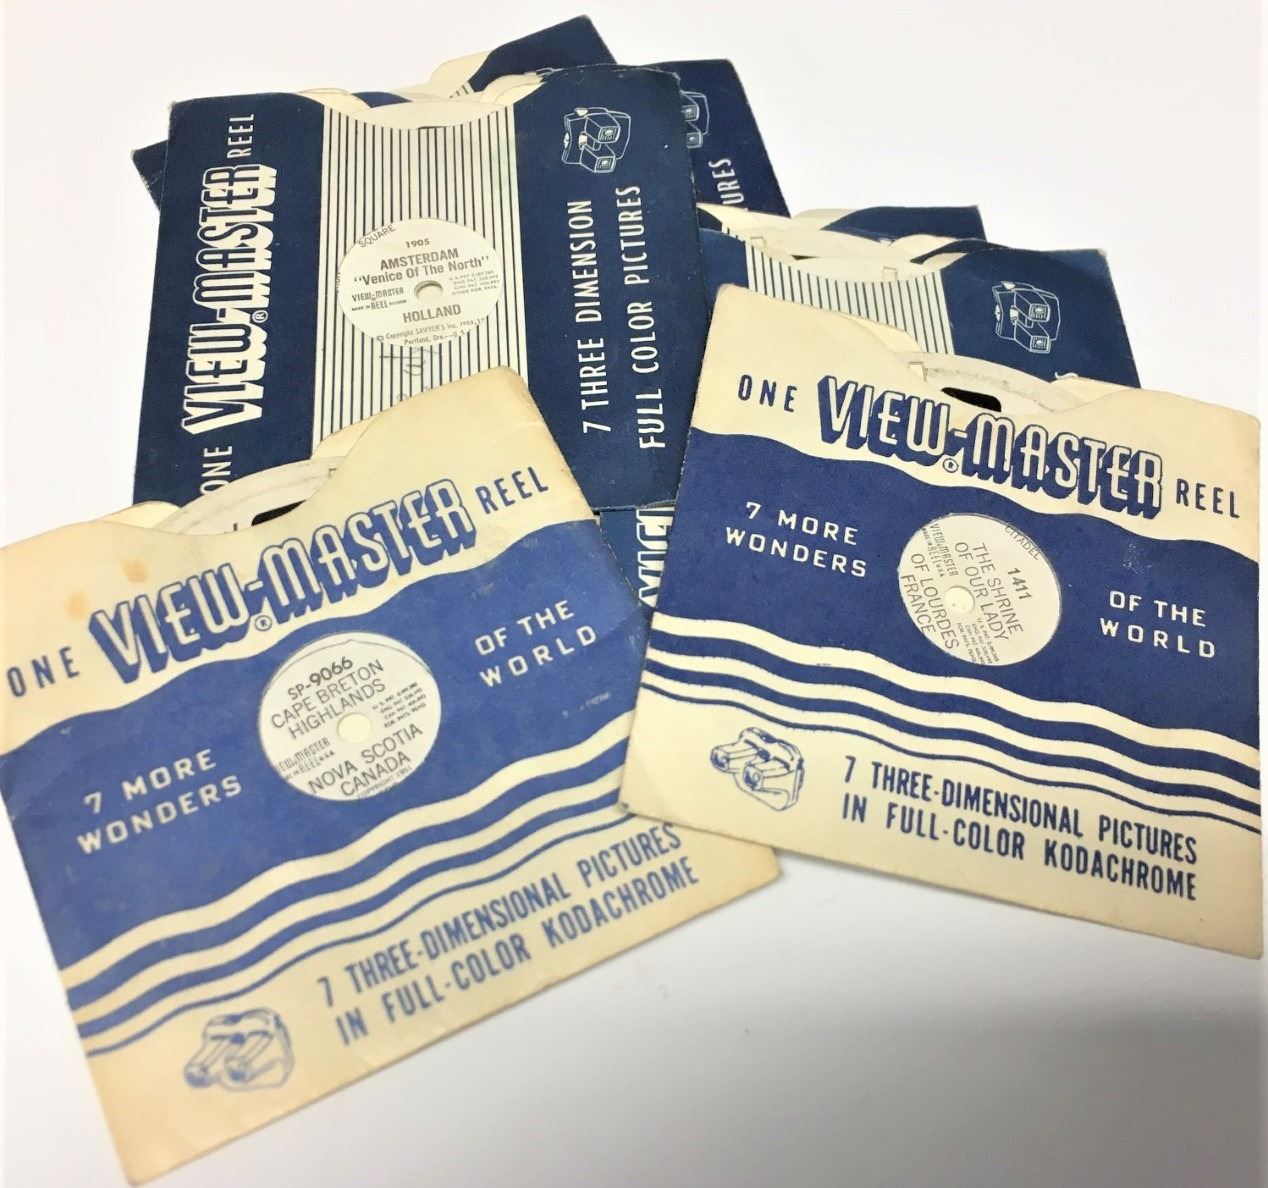 ONE VIEW-MASTER® REEL
SQUARE
1905
AMSTERDAM
"Venice Of The North"
VIEW-MASTER
REEL
HOLLAND
© Copyright SAWYER'S Inc.
Portland, Ore.
7 THREE DIMENSION
FULL COLOR PICTURES
URES
ONE VIEW-MASTER® REEL
7 MORE
WONDERS
OF THE
WORLD
CITADEL
1411
THE SHRINE
OF OUR LADY
OF LOURDES
FRANCE
VIEW-MASTER
REEL
7 THREE-DIMENSIONAL PICTURES
IN FULL-COLOR KODACHROME
ONE VIEW-MASTER® REEL
7 MORE
WONDERS
OF THE
WORLD
SP-9066
CAPE BRETON
HIGHLANDS
NOVA SCOTIA
CANADA
COPYRIGHT 1951
7 THREE-DIMENSIONAL PICTURES
IN FULL-COLOR KODACHROME